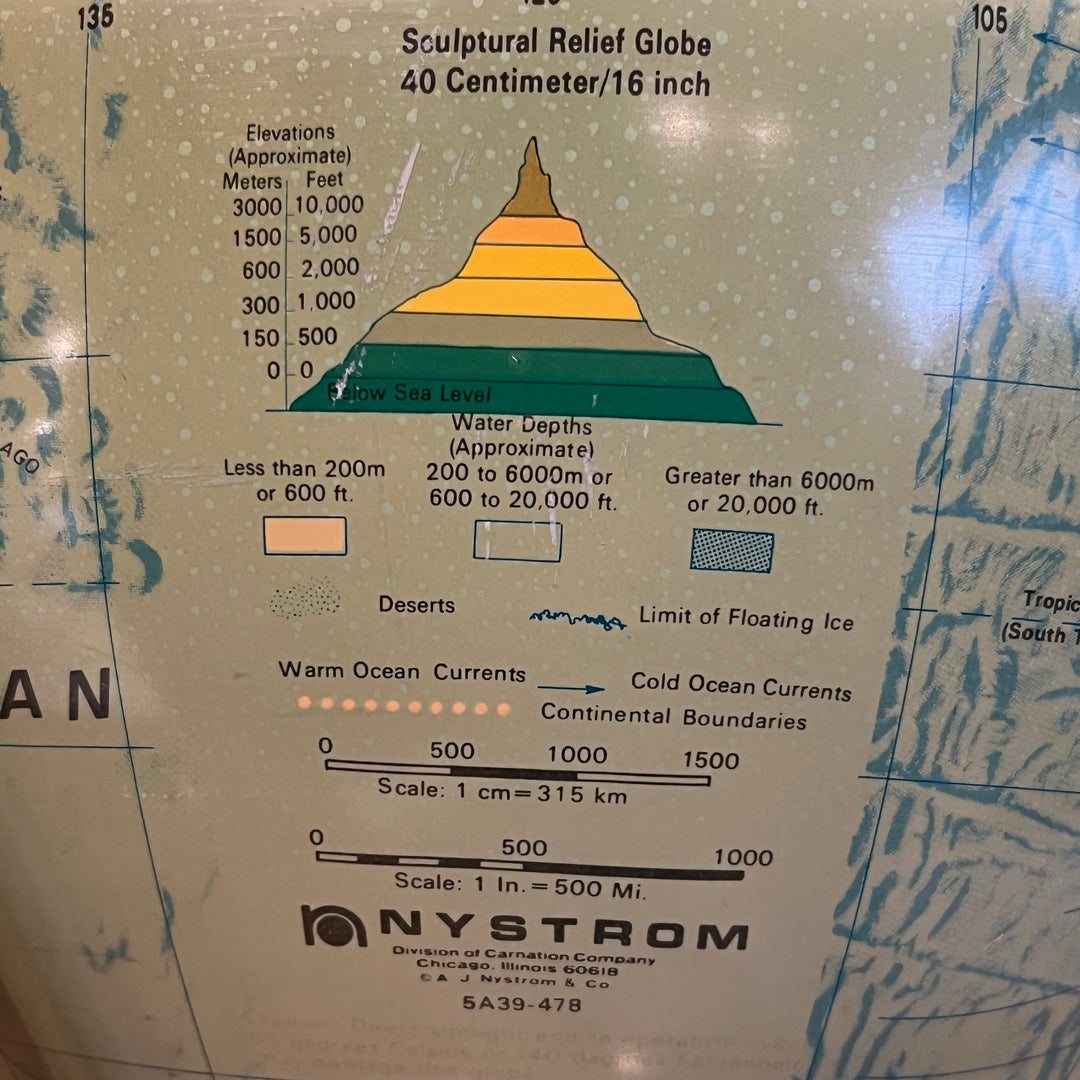 135
105
Sculptural Relief Globe
40 Centimeter/16 inch
Elevations
(Approximate)
Meters Feet
3000 10,000
1500 5,000
600 2,000
300 1,000
150 500
0 0
Below Sea Level
Water Depths
(Approximate)
Less than 200m
or 600 ft.
200 to 6000m or
600 to 20,000 ft.
Greater than 6000m
or 20,000 ft.
Deserts
Limit of Floating Ice
AGO
Tropic
(South
AN
Warm Ocean Currents
Cold Ocean Currents
Continental Boundaries
0 500 1000 1500
Scale: 1 cm=315 km
0 500 1000
Scale: 1 In.=500 Mi.
NYSTROM
Division of Carnation Company
Chicago, Illinois 60618
© A J Nystrom & Co
5A39-478